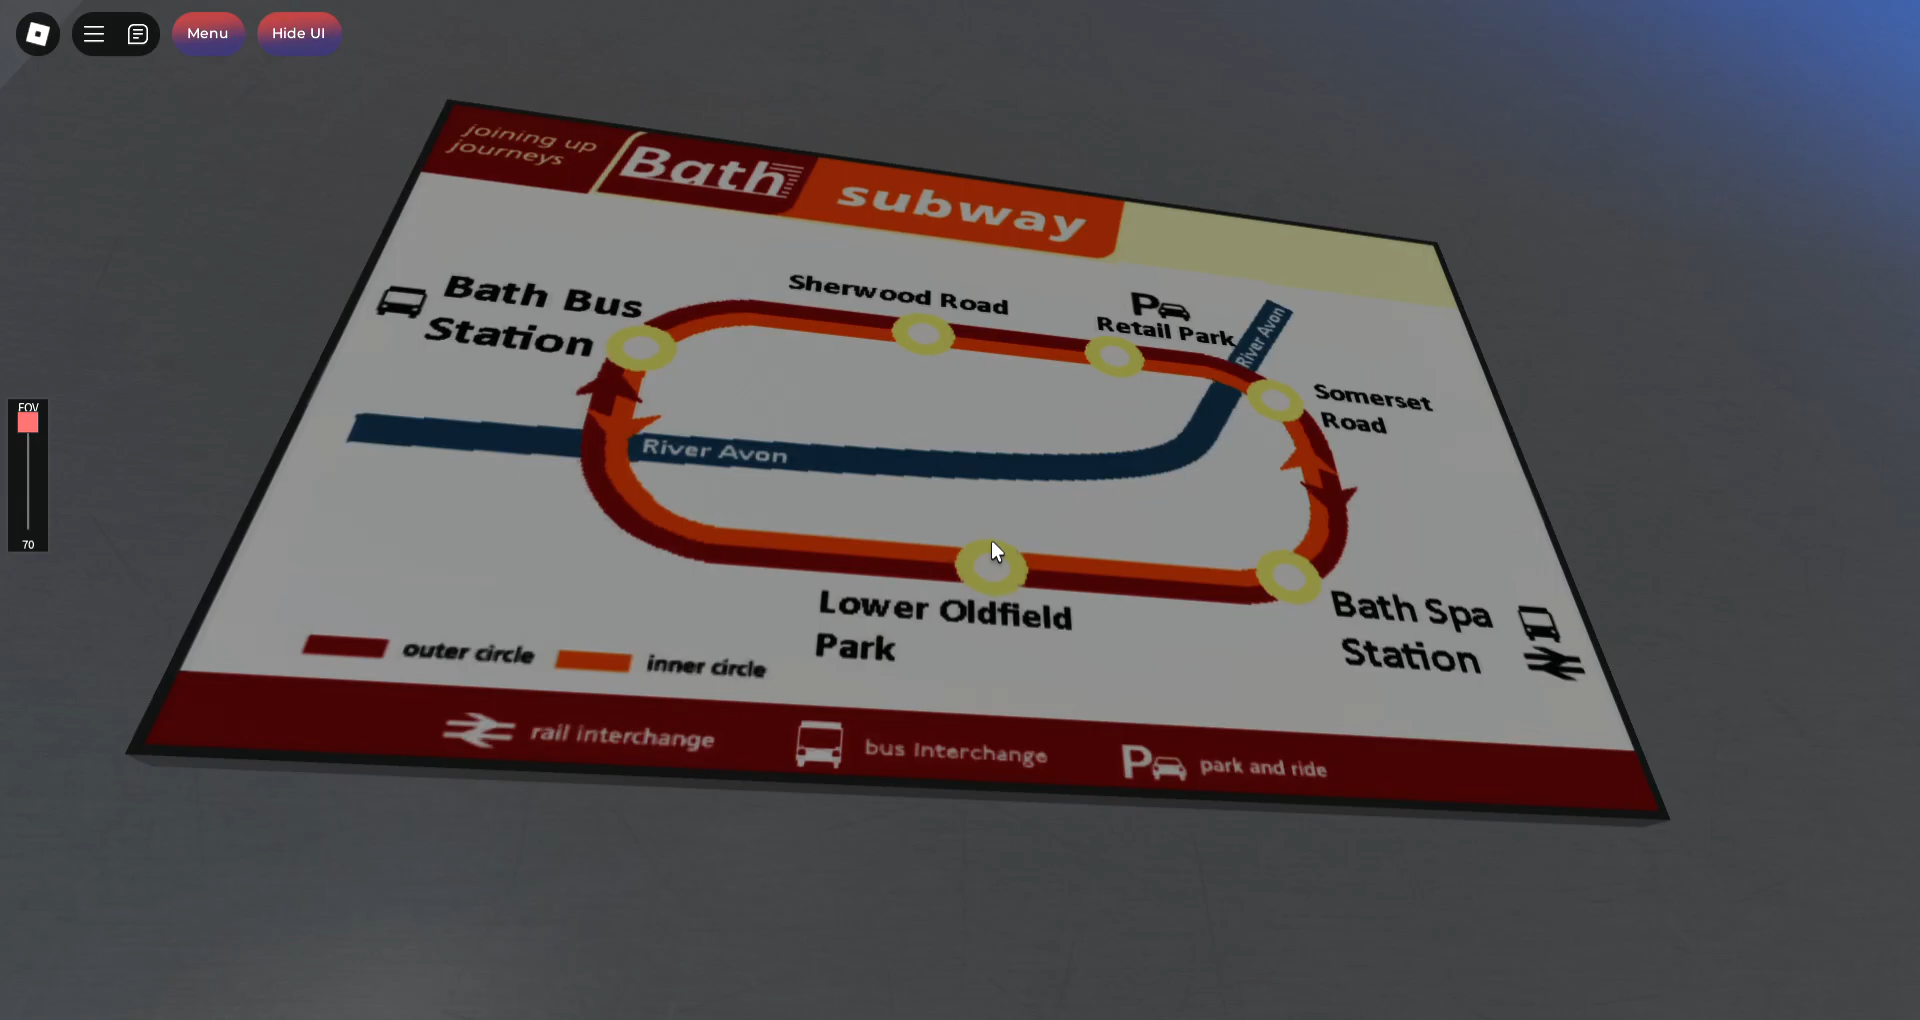 Menu
Hide UI
joining up
journeys
Bath
subway
Bath Bus
Station
Sherwood Road
P
Retail Park
River Avon
Somerset
Road
River Avon
FOV
70
Lower Oldfield
Park
Bath Spa
Station
outer circle
inner circle
rail interchange
bus Interchange
P
park and ride